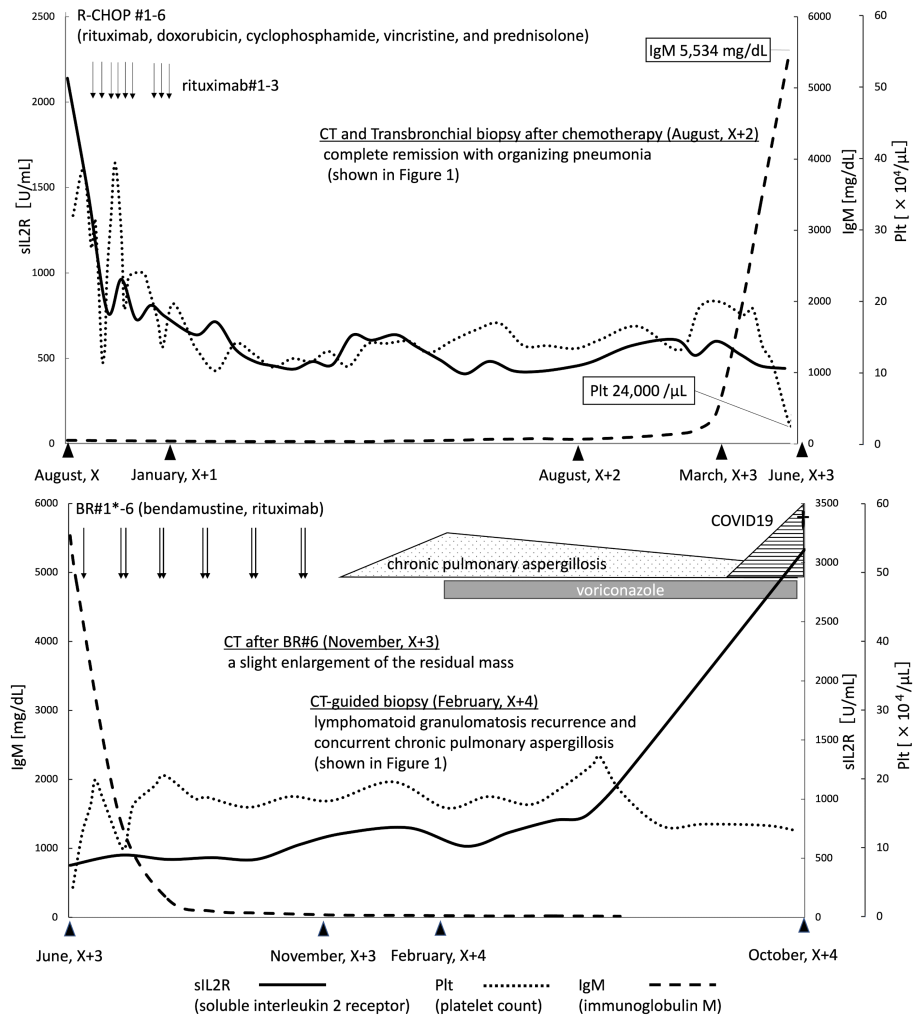 R-CHOP #1-6
(rituximab, doxorubicin, cyclophosphamide, vincristine, and prednisolone)
rituximab#1-3
IgM 5,534 mg/dL
CT and Transbronchial biopsy after chemotherapy (August, X+2)
complete remission with organizing pneumonia
(shown in Figure 1)
Plt 24,000 /μL
sIL2R [U/mL]
2500
2000
1500
1000
500
0
IgM [mg/dL]
6000
5000
4000
3000
2000
1000
0
Plt [ × 10⁴/μL]
60
50
40
30
20
10
0
August, X
January, X+1
August, X+2
March, X+3
June, X+3
BR#1*-6 (bendamustine, rituximab)
COVID19
chronic pulmonary aspergillosis
voriconazole
CT after BR#6 (November, X+3)
a slight enlargement of the residual mass
CT-guided biopsy (February, X+4)
lymphomatoid granulomatosis recurrence and
concurrent chronic pulmonary aspergillosis
(shown in Figure 1)
IgM [mg/dL]
6000
5000
4000
3000
2000
1000
0
sIL2R [U/mL]
3500
3000
2500
2000
1500
1000
500
0
Plt [ × 10⁴/μL]
60
50
40
30
20
10
0
June, X+3
November, X+3
February, X+4
October, X+4
sIL2R
(soluble interleukin 2 receptor)
Plt
(platelet count)
IgM
(immunoglobulin M)